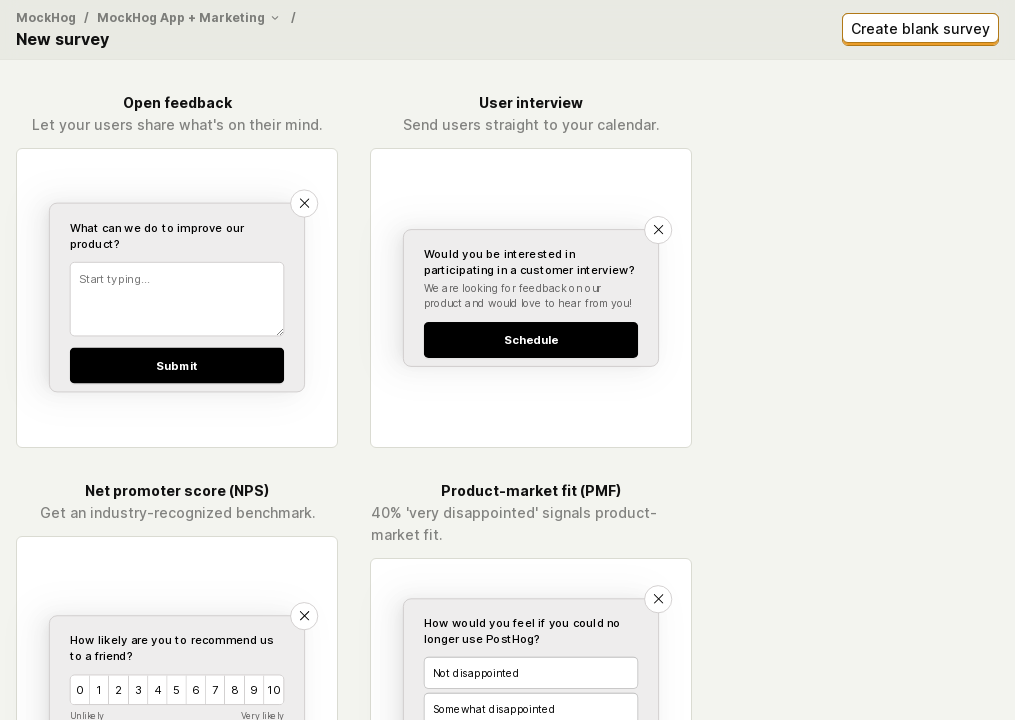 MockHog / MockHog App + Marketing /
New survey
Create blank survey
Open feedback
Let your users share what's on their mind.
What can we do to improve our
product?
Start typing...
Submit
User interview
Send users straight to your calendar.
Would you be interested in
participating in a customer interview?
We are looking for feedback on our
product and would love to hear from you!
Schedule
Net promoter score (NPS)
Get an industry-recognized benchmark.
How likely are you to recommend us
to a friend?
0 1 2 3 4 5 6 7 8 9 10
Unlikely Very likely
Product-market fit (PMF)
40% 'very disappointed' signals product-
market fit.
How would you feel if you could no
longer use PostHog?
Not disappointed
Somewhat disappointed